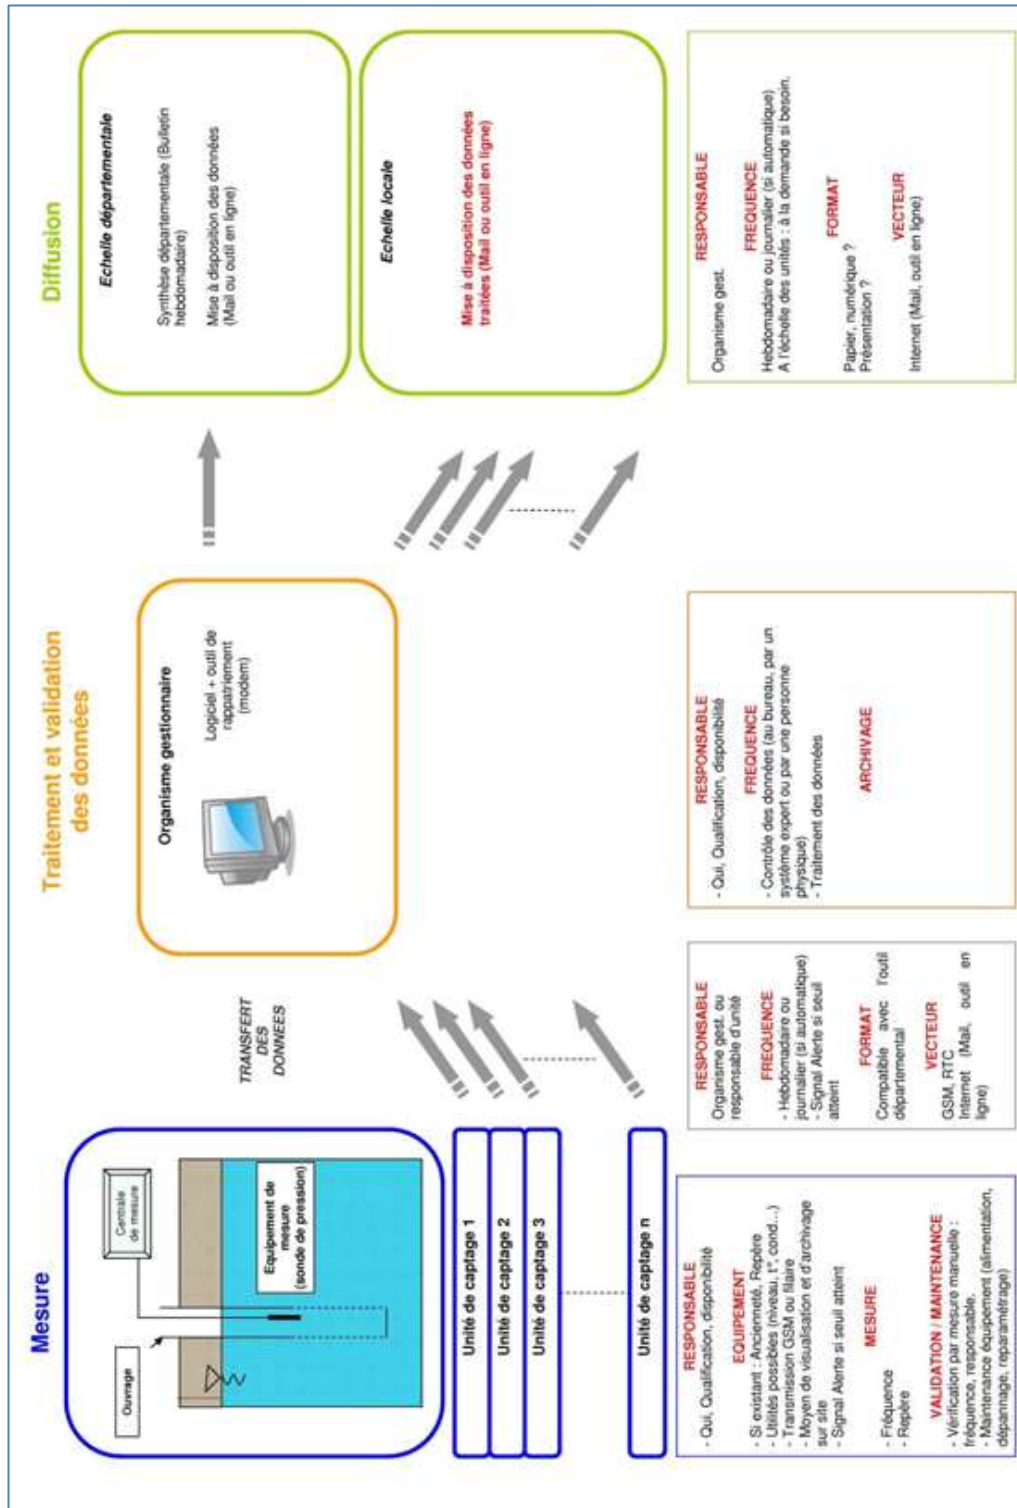 Mesure
Traitement et validation
des données
Diffusion
Ouvrage
Centrale
de mesure
Equipement de
mesure
(sonde de pression)
Unité de captage 1
Unité de captage 2
Unité de captage 3
Unité de captage n
TRANSFERT
DES
DONNEES
Organisme gestionnaire
Logiciel + outil de
rappatriement
(modem)
Echelle départementale
Synthèse départementale (Bulletin
hebdomadaire)
Mise à disposition des données
(Mail ou outil en ligne)
Echelle locale
Mise à disposition des données
traitées (Mail ou outil en ligne)
RESPONSABLE
- Qui, Qualification, disponibilité
EQUIPEMENT
- Si existant : Ancienneté, Repère
- Utilités possibles (niveau, t°, cond...)
- Transmission GSM ou filaire
- Moyen de visualisation et d'archivage
sur site
- Signal Alerte si seuil atteint
MESURE
- Fréquence
- Repère
VALIDATION / MAINTENANCE
- Vérification par mesure manuelle :
fréquence, responsable.
- Maintenance équipement (alimentation,
dépannage, reparamétrage)
RESPONSABLE
Organisme gest. ou
responsable d'unité
FREQUENCE
- Hebdomadaire ou
journalier (si automatique)
- Signal Alerte si seuil
atteint
FORMAT
Compatible avec l'outil
départemental
VECTEUR
GSM, RTC
Internet (Mail, outil en
ligne)
RESPONSABLE
- Qui, Qualification, disponibilité
FREQUENCE
- Contrôle des données (au bureau, par un
système expert ou par une personne
physique)
- Traitement des données
ARCHIVAGE
RESPONSABLE
Organisme gest.
FREQUENCE
Hebdomadaire ou journalier (si automatique)
A l'échelle des unités : à la demande si besoin.
FORMAT
Papier, numérique ?
Présentation ?
VECTEUR
Internet (Mail, outil en ligne)